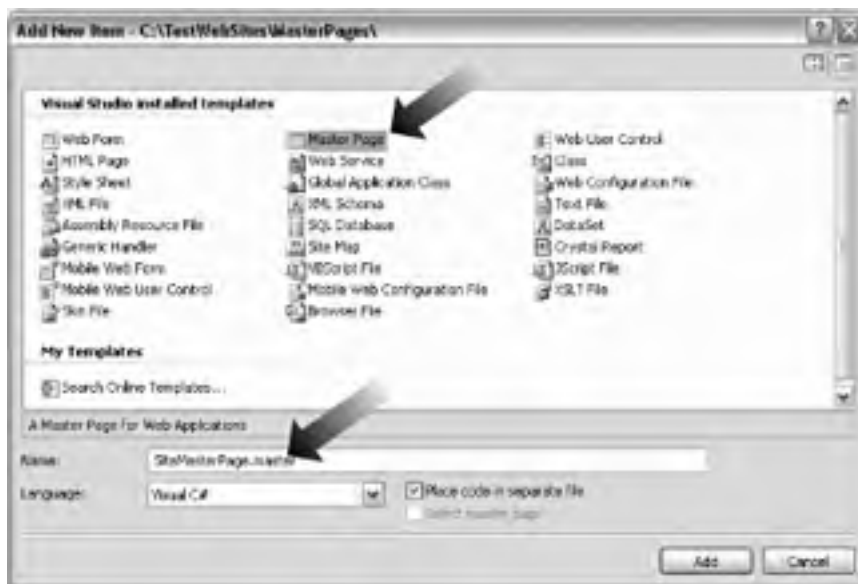 Add New Item - C:\TestWebSites\MasterPages\
Visual Studio installed templates
Web Form
Master Page
Web User Control
HTML Page
Web Service
Class
Style Sheet
Global Application Class
Web Configuration File
XML File
XML Schema
Text File
Assembly Resource File
SQL Database
DataSet
Generic Handler
Site Map
Crystal Report
Mobile Web Form
VBScript File
JScript File
Mobile Web User Control
Mobile Web Configuration File
XSLT File
Skin File
Browser File
My Templates
Search Online Templates...
A Master Page for Web Applications
Name:
SiteMasterPage.master
Language:
Visual C#
Place code in separate file
Select master page
Add
Cancel